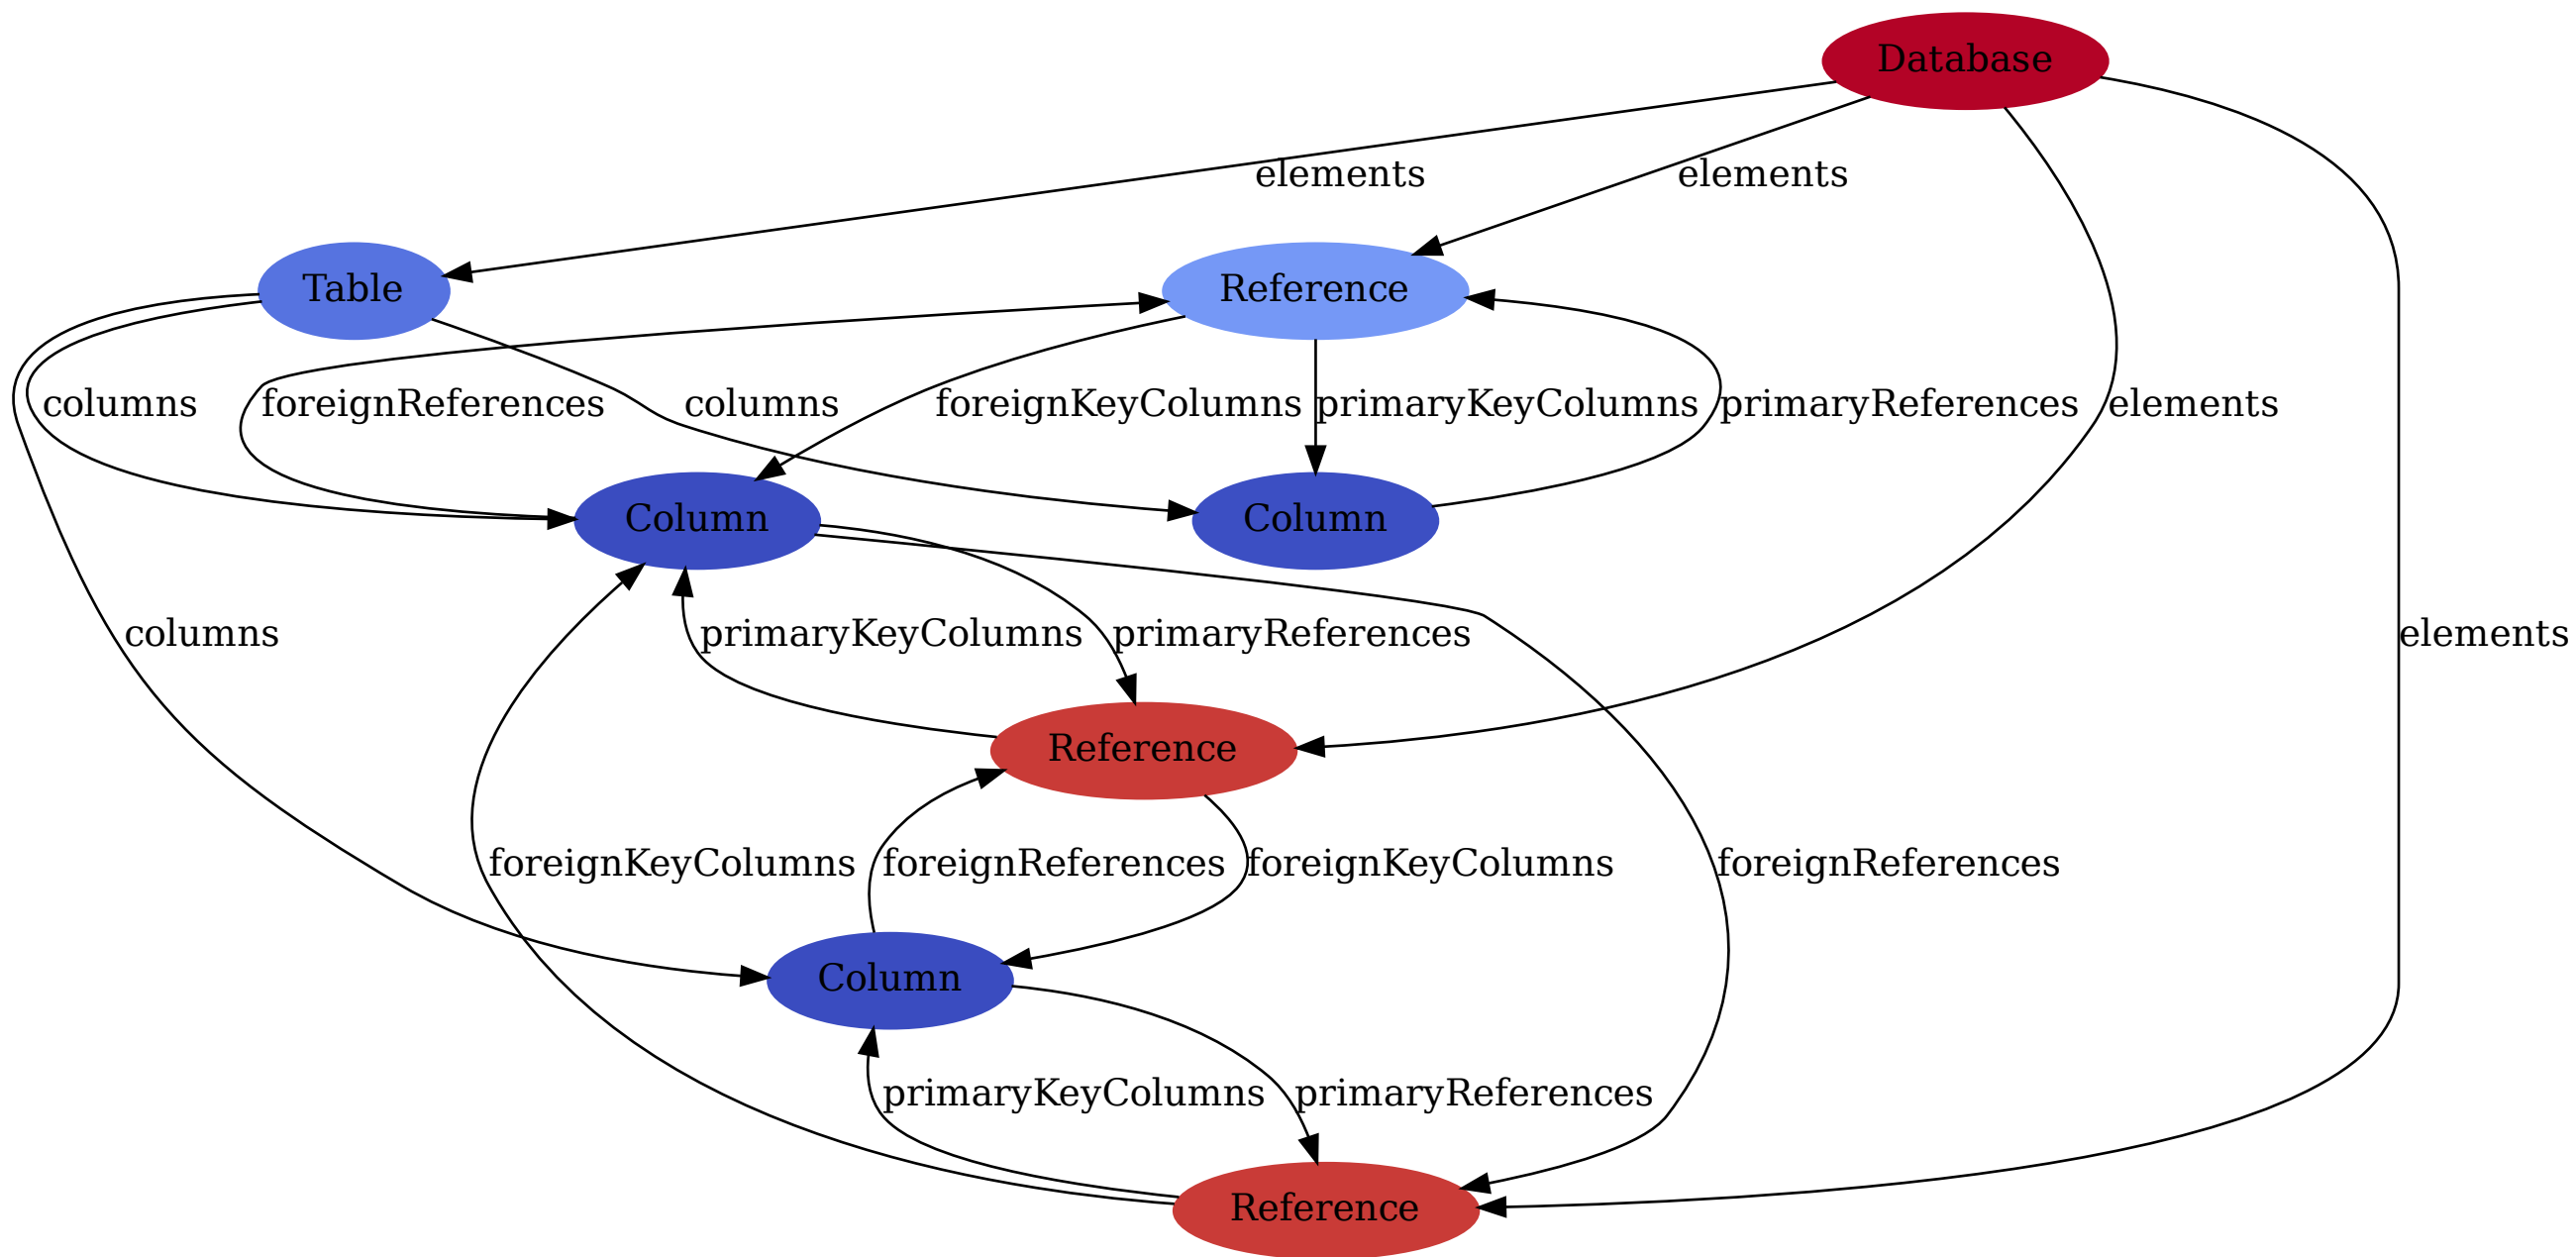 Database
elements
elements
Table
Reference
columns
foreignReferences
columns
foreignKeyColumns
primaryKeyColumns
primaryReferences
elements
Column
Column
columns
primaryKeyColumns
primaryReferences
elements
Reference
foreignKeyColumns
foreignReferences
foreignKeyColumns
foreignReferences
Column
primaryKeyColumns
primaryReferences
Reference